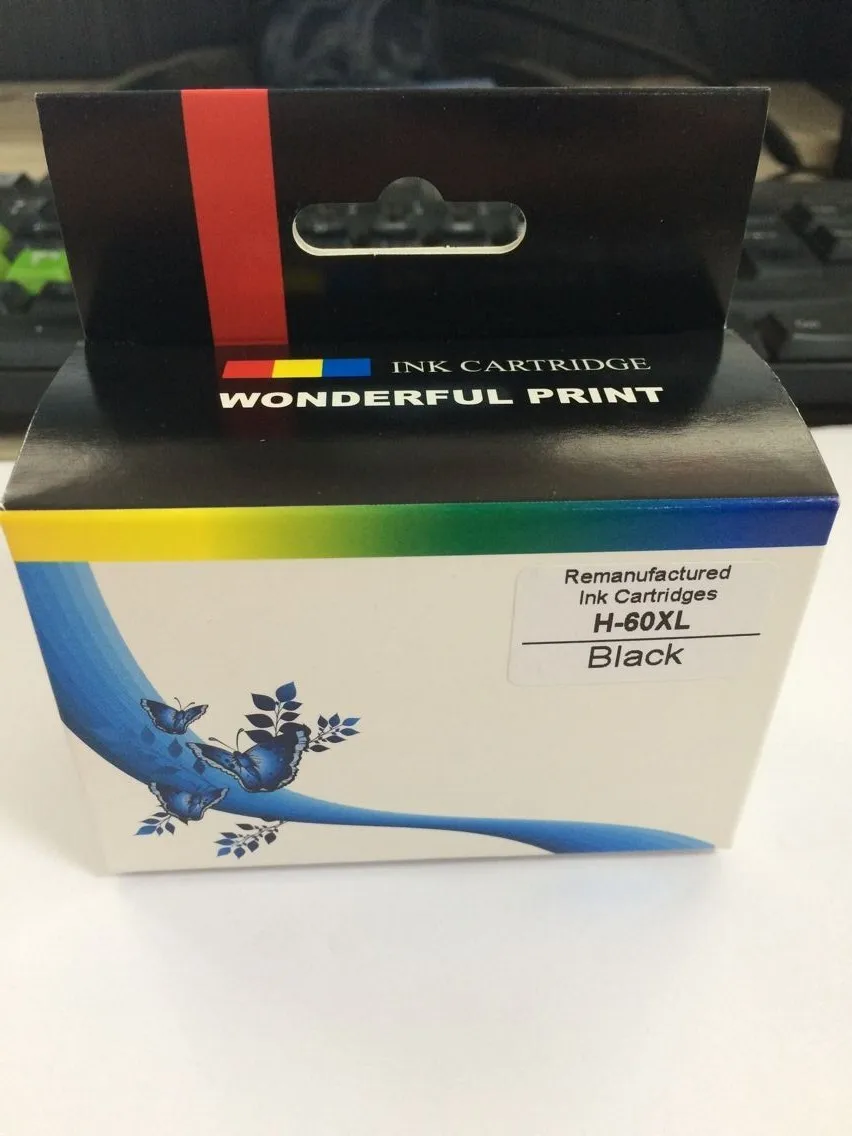 INK CARTRIDGE
WONDERFUL PRINT
Remanufactured
Ink Cartridges
H-60XL
Black